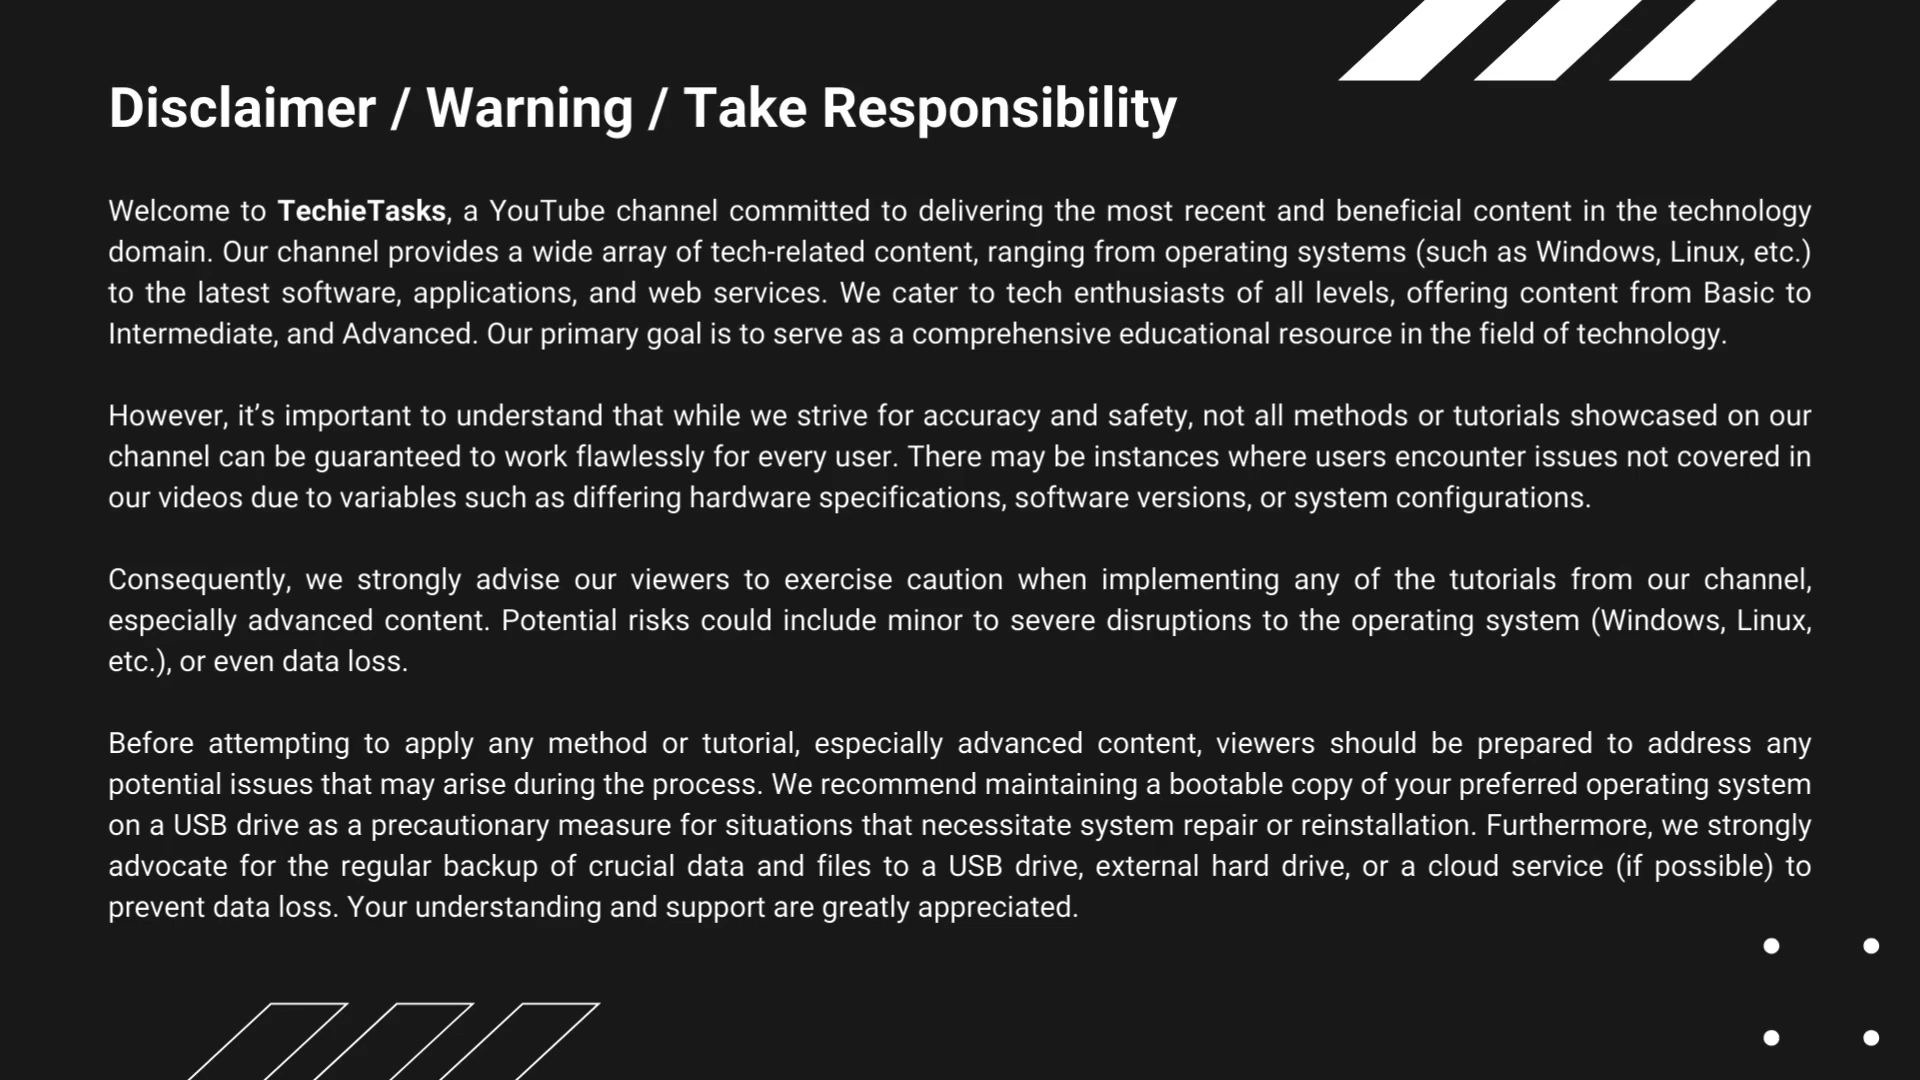 Disclaimer / Warning / Take Responsibility
Welcome to TechieTasks, a YouTube channel committed to delivering the most recent and beneficial content in the technology
domain. Our channel provides a wide array of tech-related content, ranging from operating systems (such as Windows, Linux, etc.)
to the latest software, applications, and web services. We cater to tech enthusiasts of all levels, offering content from Basic to
Intermediate, and Advanced. Our primary goal is to serve as a comprehensive educational resource in the field of technology.
However, it’s important to understand that while we strive for accuracy and safety, not all methods or tutorials showcased on our
channel can be guaranteed to work flawlessly for every user. There may be instances where users encounter issues not covered in
our videos due to variables such as differing hardware specifications, software versions, or system configurations.
Consequently, we strongly advise our viewers to exercise caution when implementing any of the tutorials from our channel,
especially advanced content. Potential risks could include minor to severe disruptions to the operating system (Windows, Linux,
etc.), or even data loss.
Before attempting to apply any method or tutorial, especially advanced content, viewers should be prepared to address any
potential issues that may arise during the process. We recommend maintaining a bootable copy of your preferred operating system
on a USB drive as a precautionary measure for situations that necessitate system repair or reinstallation. Furthermore, we strongly
advocate for the regular backup of crucial data and files to a USB drive, external hard drive, or a cloud service (if possible) to
prevent data loss. Your understanding and support are greatly appreciated.